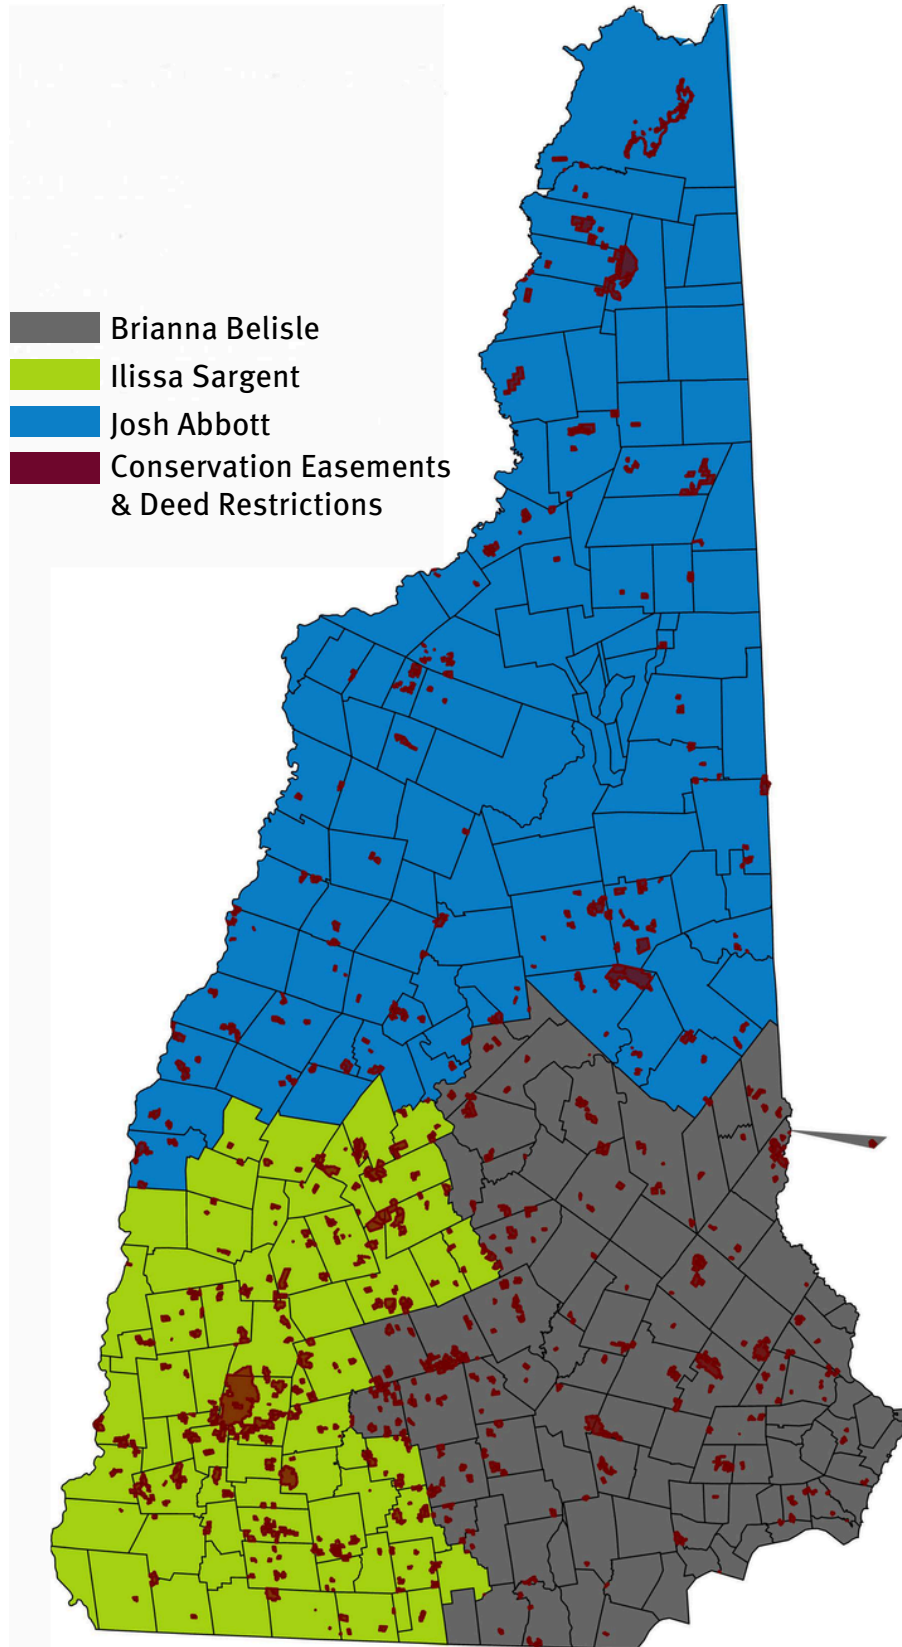 Brianna Belisle
Ilissa Sargent
Josh Abbott
Conservation Easements
& Deed Restrictions